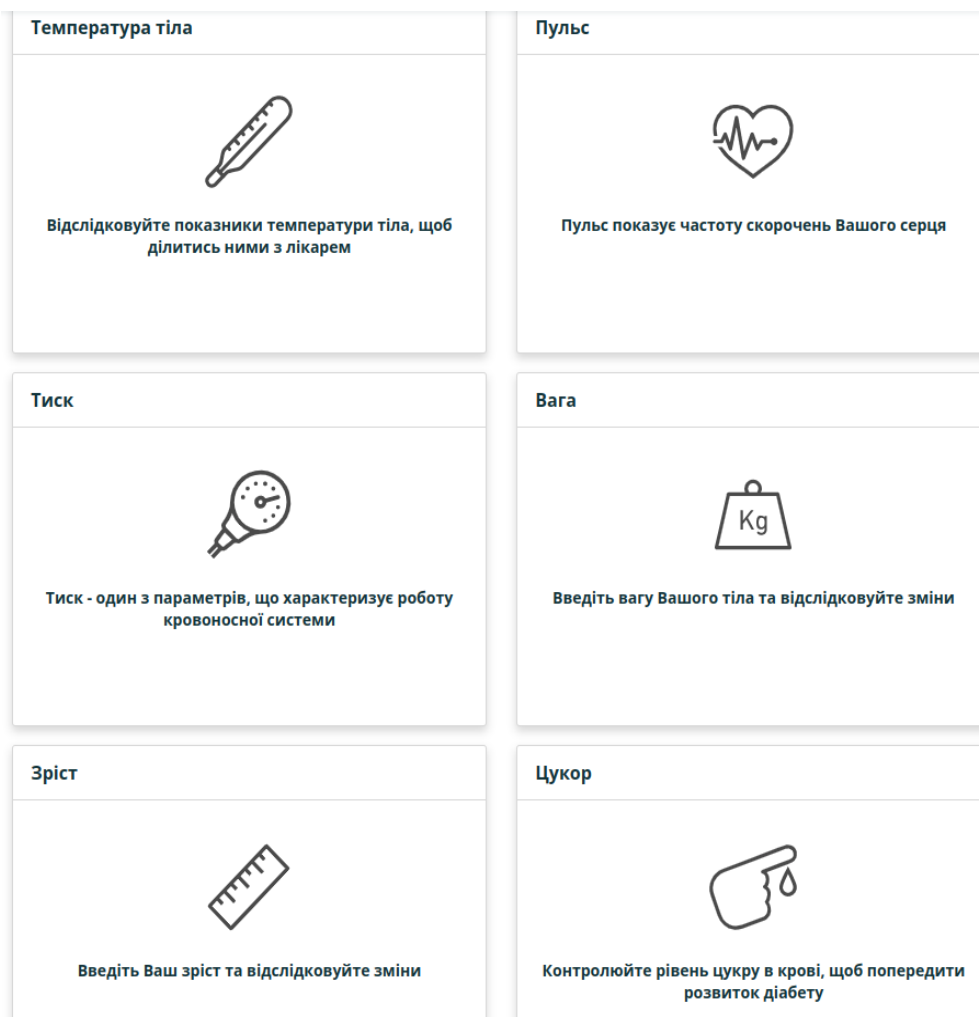 Температура тіла
Відслідковуйте показники температури тіла, щоб
ділитись ними з лікарем
Пульс
Пульс показує частоту скорочень Вашого серця
Тиск
Тиск - один з параметрів, що характеризує роботу
кровоносної системи
Вага
Kg
Введіть вагу Вашого тіла та відслідковуйте зміни
Зріст
Введіть Ваш зріст та відслідковуйте зміни
Цукор
Контролюйте рівень цукру в крові, щоб попередити
розвиток діабету